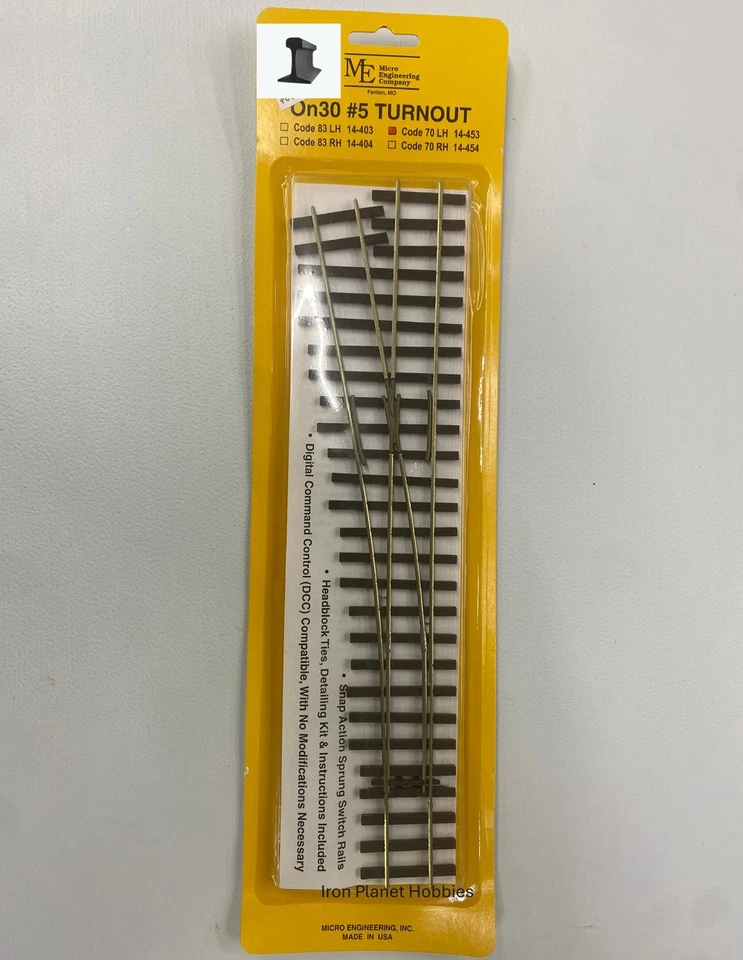 ME Micro
Engineering
Company
Fenton, MO
On30 #5 TURNOUT
Code 83 LH 14-403 Code 70 LH 14-453
Code 83 RH 14-404 Code 70 RH 14-454
• Snap Action Sprung Switch Rails
• Headblock Ties, Detailing Kit & Instructions Included
• Digital Command Control (DCC) Compatible, With No Modifications Necessary
Iron Planet Hobbies
MICRO ENGINEERING, INC.
MADE IN USA